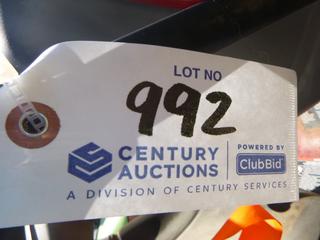 LOT NO
992
CENTURY AUCTIONS
POWERED BY
ClubBid
A DIVISION OF CENTURY SERVICES